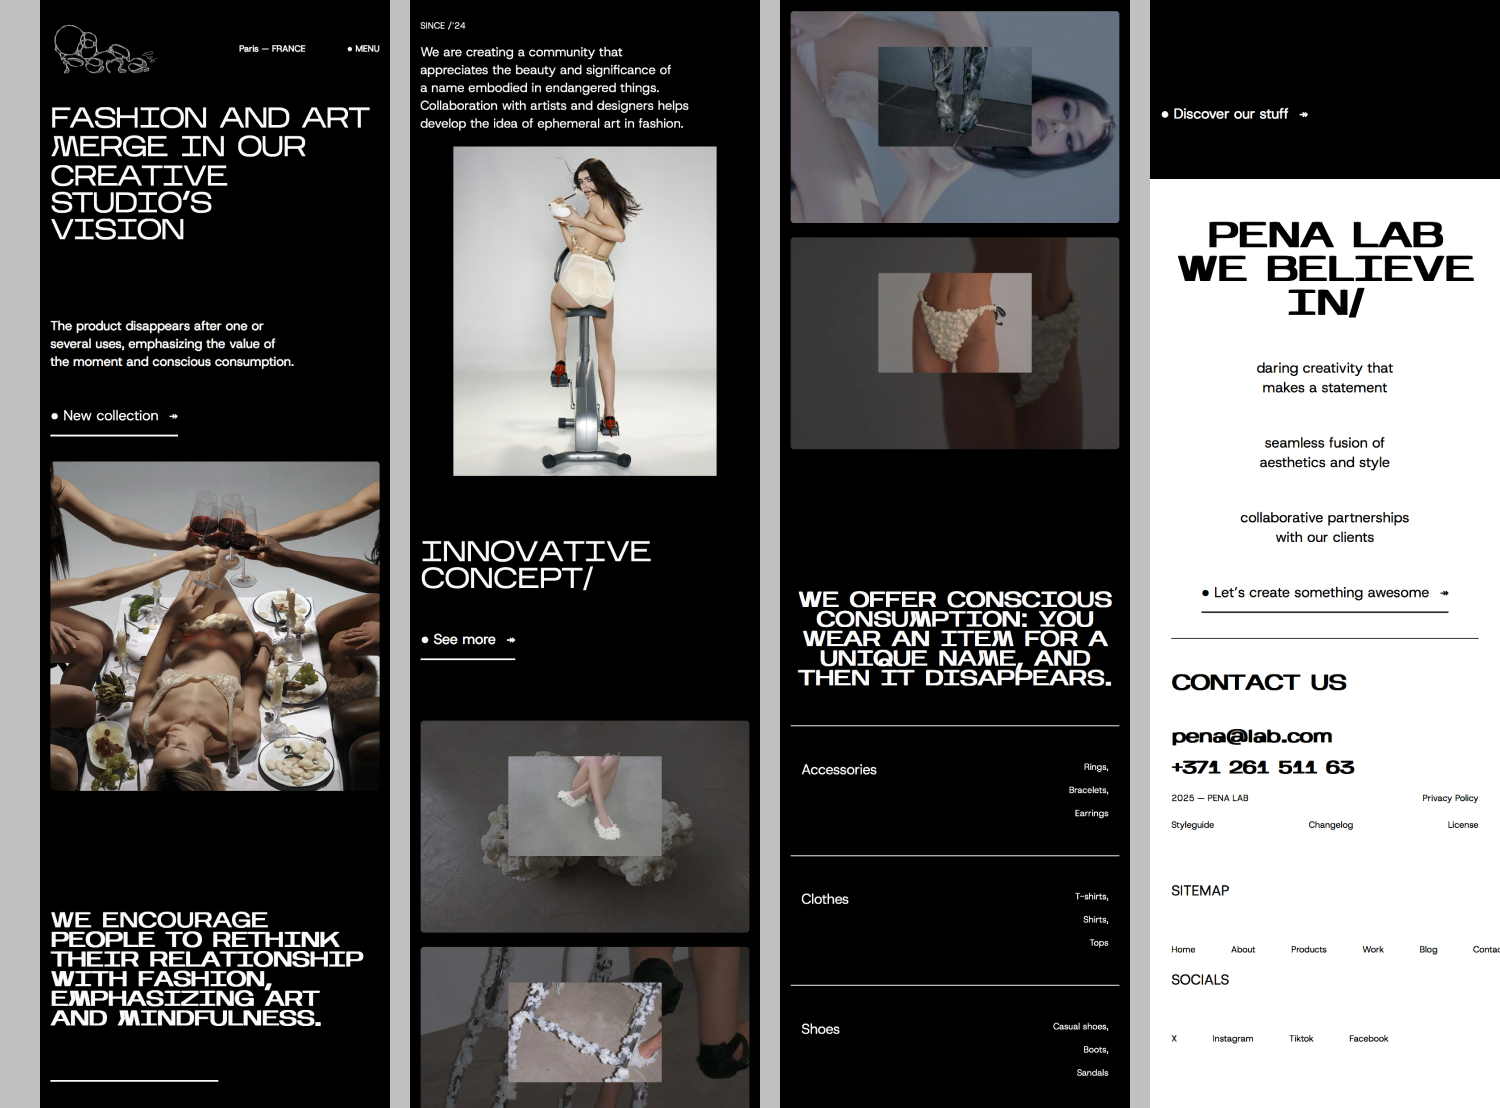 Paris — FRANCE
● MENU
FASHION AND ART
MERGE IN OUR
CREATIVE
STUDIO'S
VISION
The product disappears after one or
several uses, emphasizing the value of
the moment and conscious consumption.
● New collection ↠
WE ENCOURAGE
PEOPLE TO RETHINK
THEIR RELATIONSHIP
WITH FASHION,
EMPHASIZING ART
AND MINDFULNESS.
SINCE /'24
We are creating a community that
appreciates the beauty and significance of
a name embodied in endangered things.
Collaboration with artists and designers helps
develop the idea of ephemeral art in fashion.
INNOVATIVE
CONCEPT/
● See more ↠
WE OFFER CONSCIOUS
CONSUMPTION: YOU
WEAR AN ITEM FOR A
UNIQUE NAME, AND
THEN IT DISAPPEARS.
Accessories
Rings,
Bracelets,
Earrings
Clothes
T-shirts,
Shirts,
Tops
Shoes
Casual shoes,
Boots,
Sandals
● Discover our stuff ↠
PENA LAB
WE BELIEVE
IN/
daring creativity that
makes a statement
seamless fusion of
aesthetics and style
collaborative partnerships
with our clients
● Let's create something awesome ↠
CONTACT US
pena@lab.com
+371 261 511 63
2025 — PENA LAB
Privacy Policy
Styleguide
Changelog
License
SITEMAP
Home
About
Products
Work
Blog
Contac
SOCIALS
X
Instagram
Tiktok
Facebook